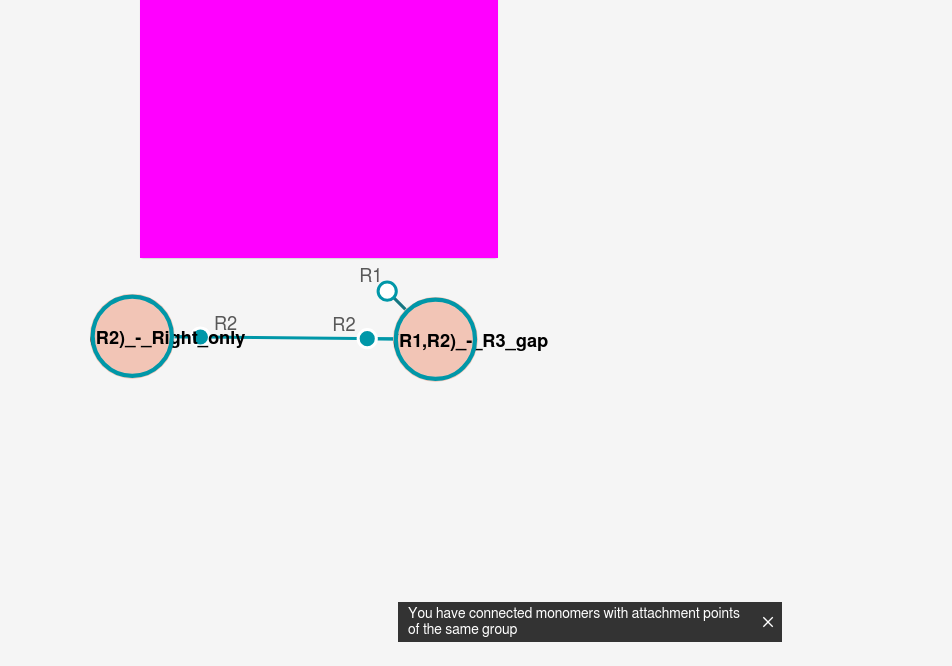 R1
R2
R2
R2)_-_Right_only
R1,R2)_-_R3_gap
You have connected monomers with attachment points
of the same group